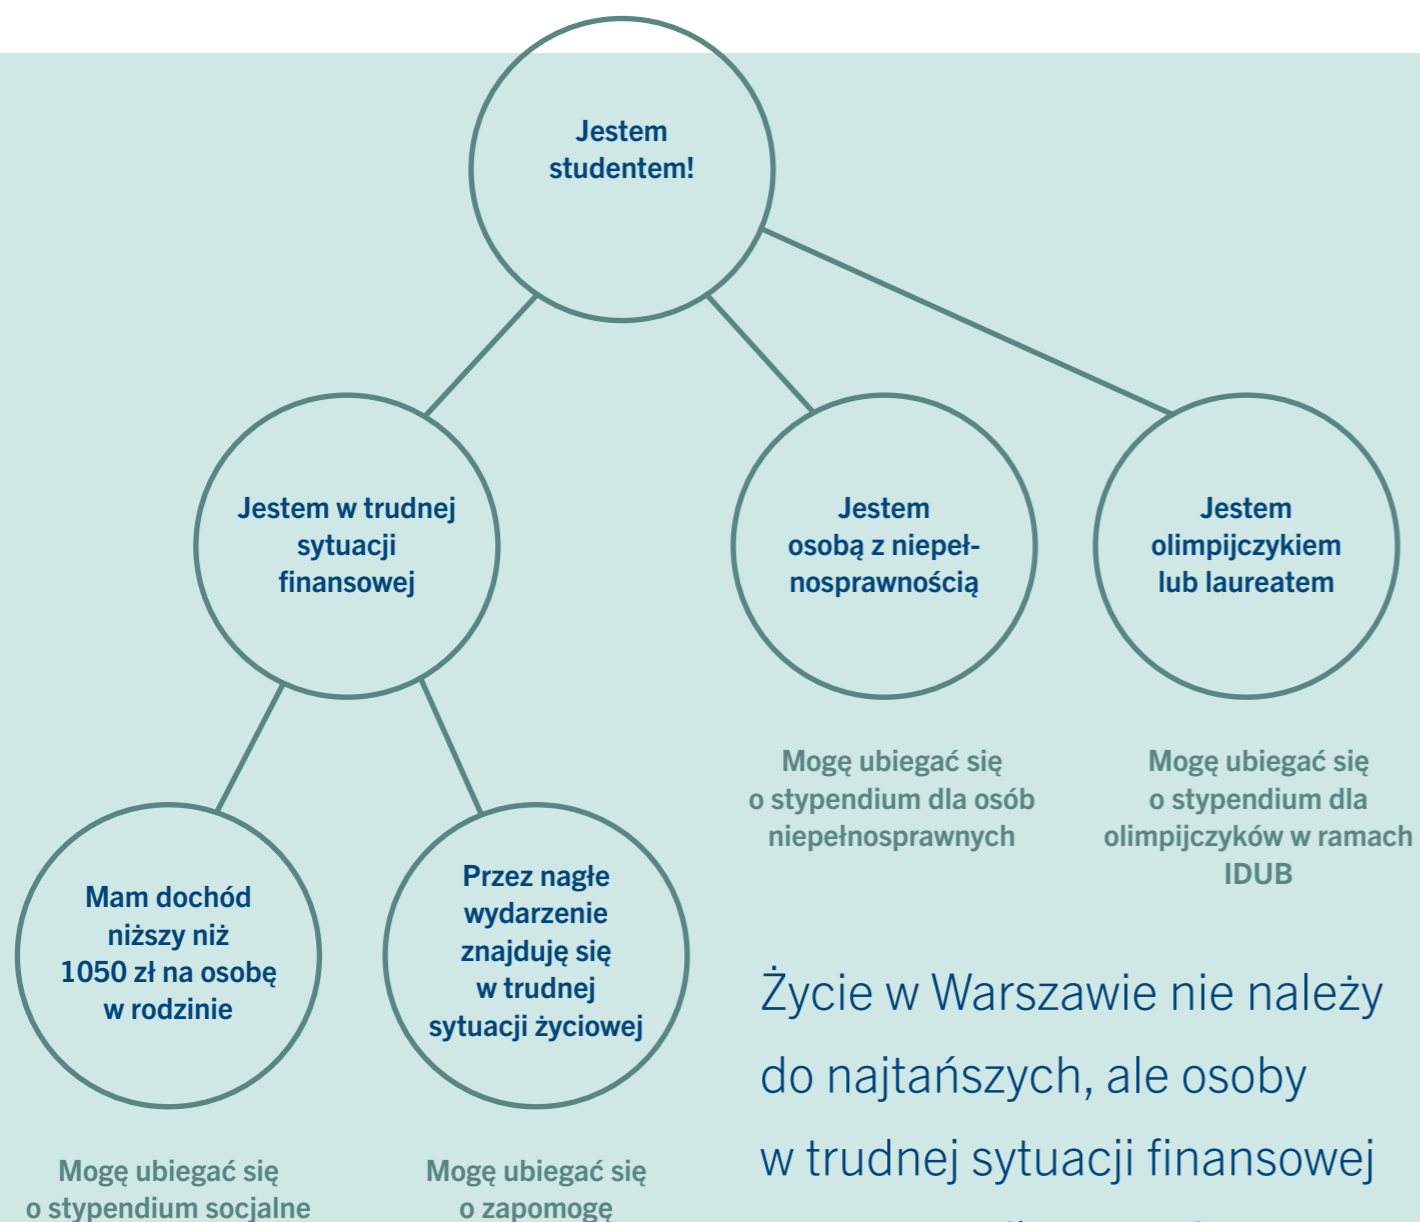 Jestem
studentem!
Jestem w trudnej
sytuacji
finansowej
Jestem
osobą z niepeł-
nosprawnością
Jestem
olimpijczykiem
lub laureatem
Mogę ubiegać się
o stypendium dla osób
niepełnosprawnych
Mogę ubiegać się
o stypendium dla
olimpijczyków w ramach
IDUB
Mam dochód
niższy niż
1050 zł na osobę
w rodzinie
Przez nagłe
wydarzenie
znajduję się
w trudnej
sytuacji życiowej
Mogę ubiegać się
o stypendium socjalne
Mogę ubiegać się
o zapomogę
Życie w Warszawie nie należy
do najtańszych, ale osoby
w trudnej sytuacji finansowej